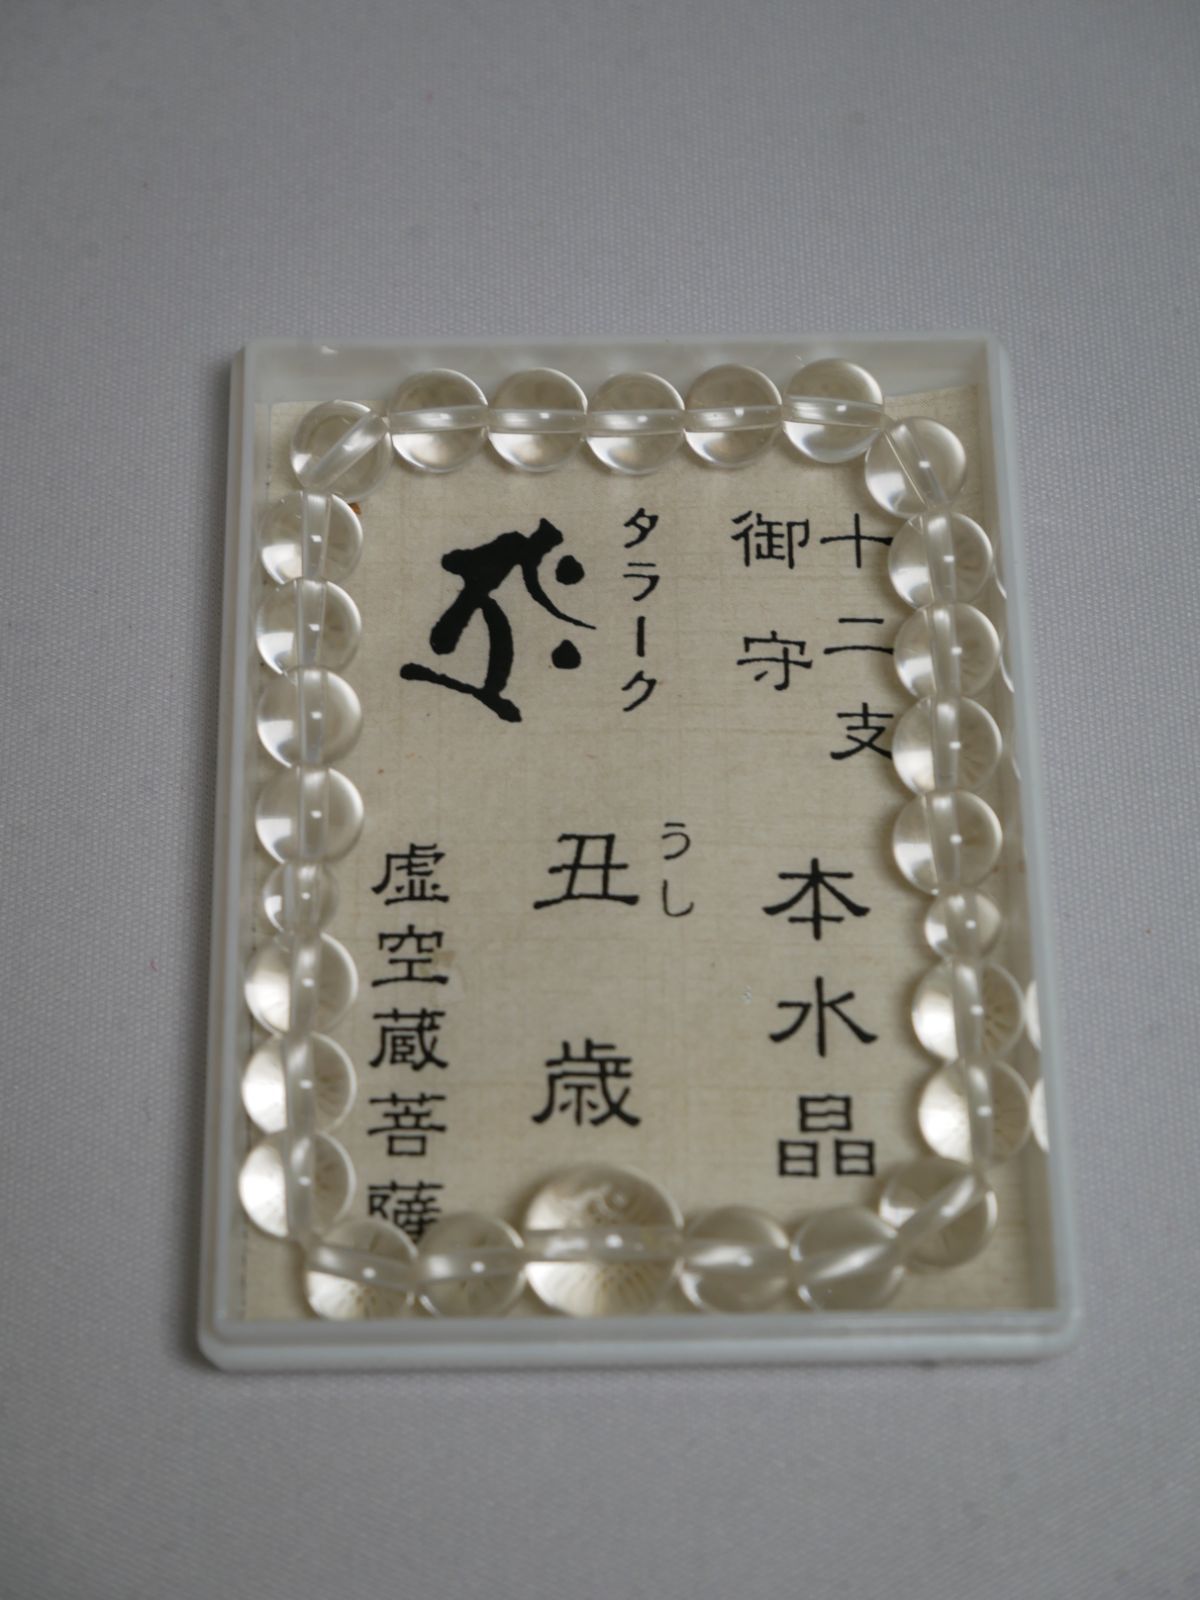 十二支
御守
本水晶
タラーク
うし
丑歳
虚空蔵菩薩